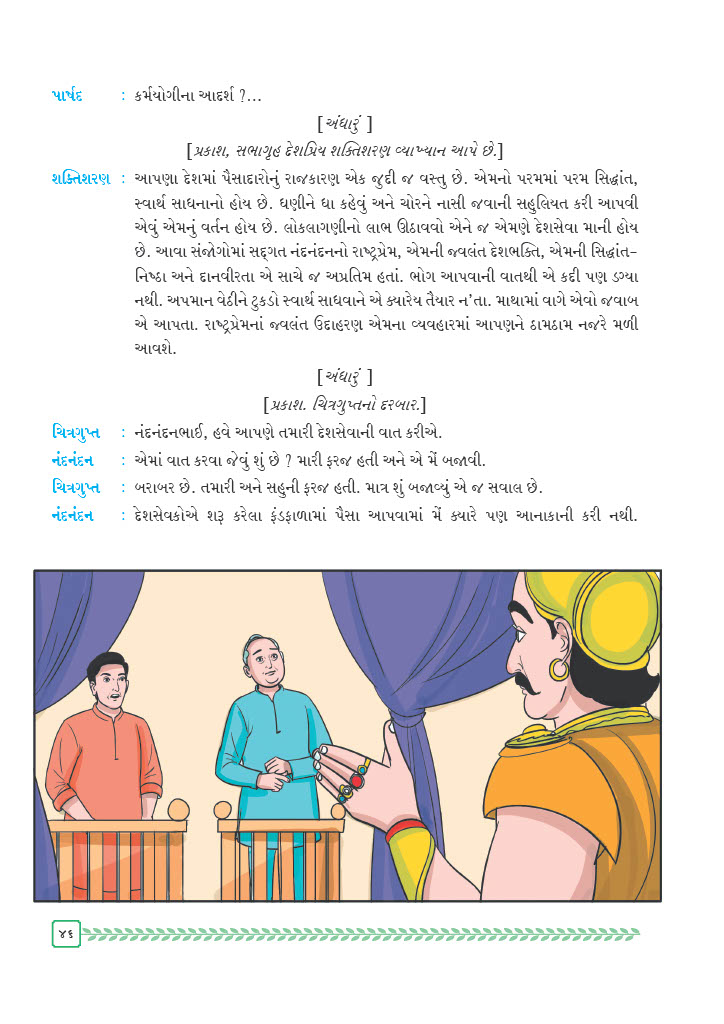 પાર્ષદ : કર્મયોગીના આદર્શ ?...
[અંધારું ]
[પ્રકાશ, સભાગૃહ દેશપ્રિય શક્તિશરણ વ્યાખ્યાન આપે છે.]
શક્તિશરણ : આપણા દેશમાં પૈસાદારોનું રાજકારણ એક જુદી જ વસ્તુ છે. એમનો પરમમાં પરમ સિદ્ધાંત,
સ્વાર્થ સાધનાનો હોય છે. ધણીને ધા કહેવું અને ચોરને નાસી જવાની સહુલિયત કરી આપવી
એવું એમનું વર્તન હોય છે. લોકલાગણીનો લાભ ઊઠાવવો એને જ એમણે દેશસેવા માની હોય
છે. આવા સંજોગોમાં સદ્‌ગત નંદનંદનનો રાષ્ટ્રપ્રેમ, એમની જ્વલંત દેશભક્તિ, એમની સિદ્ધાંત-
નિષ્ઠા અને દાનવીરતા એ સાચે જ અપ્રતિમ હતાં. ભોગ આપવાની વાતથી એ કદી પણ ડગ્યા
નથી. અપમાન વેઠીને ટુકડો સ્વાર્થ સાધવાને એ ક્યારેય તૈયાર ન'તા. માથામાં વાગે એવો જવાબ
એ આપતા. રાષ્ટ્રપ્રેમનાં જ્વલંત ઉદાહરણ એમના વ્યવહારમાં આપણને ઠામઠામ નજરે મળી
આવશે.
[અંધારું ]
[પ્રકાશ. ચિત્રગુપ્તનો દરબાર.]
ચિત્રગુપ્ત : નંદનંદનભાઈ, હવે આપણે તમારી દેશસેવાની વાત કરીએ.
નંદનંદન : એમાં વાત કરવા જેવું શું છે ? મારી ફરજ હતી અને એ મેં બજાવી.
ચિત્રગુપ્ત : બરાબર છે. તમારી અને સહુની ફરજ હતી. માત્ર શું બજાવ્યું એ જ સવાલ છે.
નંદનંદન : દેશસેવકોએ શરૂ કરેલા ફંડફાળામાં પૈસા આપવામાં મેં ક્યારે પણ આનાકાની કરી નથી.
૪૬